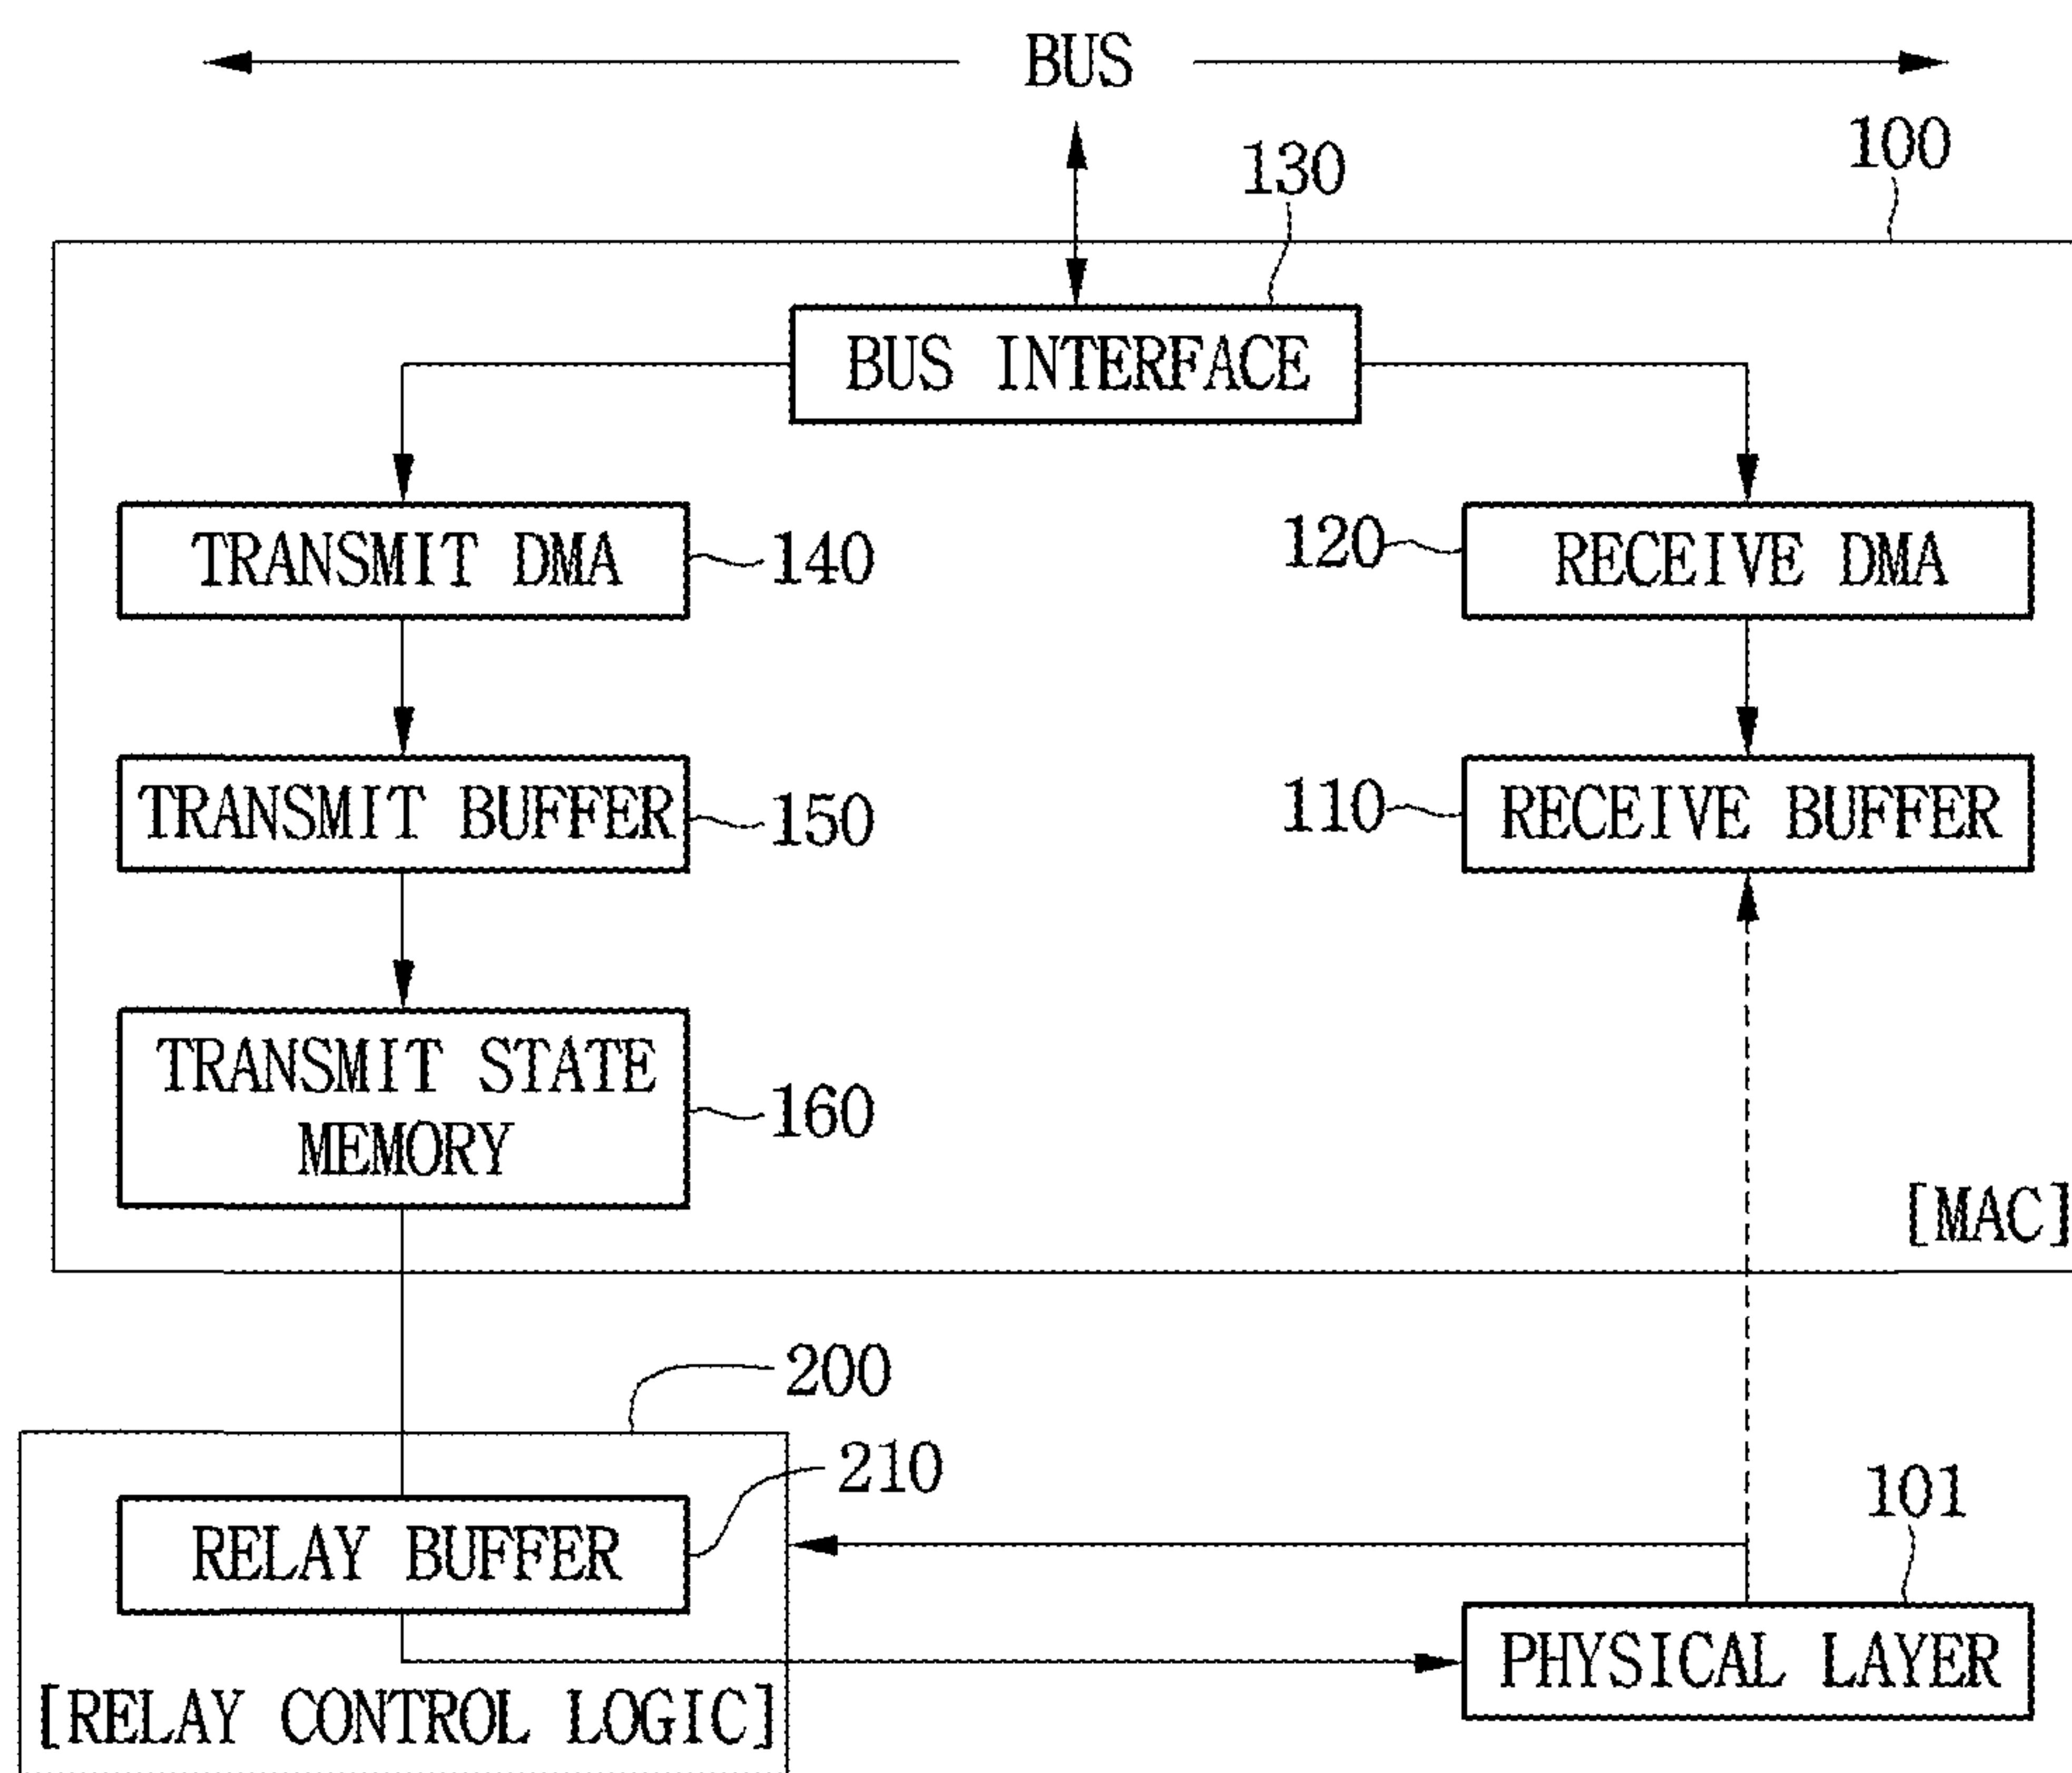 BUS
100
130
BUS INTERFACE
TRANSMIT DMA
140
120
RECEIVE DMA
TRANSMIT BUFFER
150
110
RECEIVE BUFFER
TRANSMIT STATE
MEMORY
160
[MAC]
200
210
RELAY BUFFER
101
PHYSICAL LAYER
[RELAY CONTROL LOGIC]